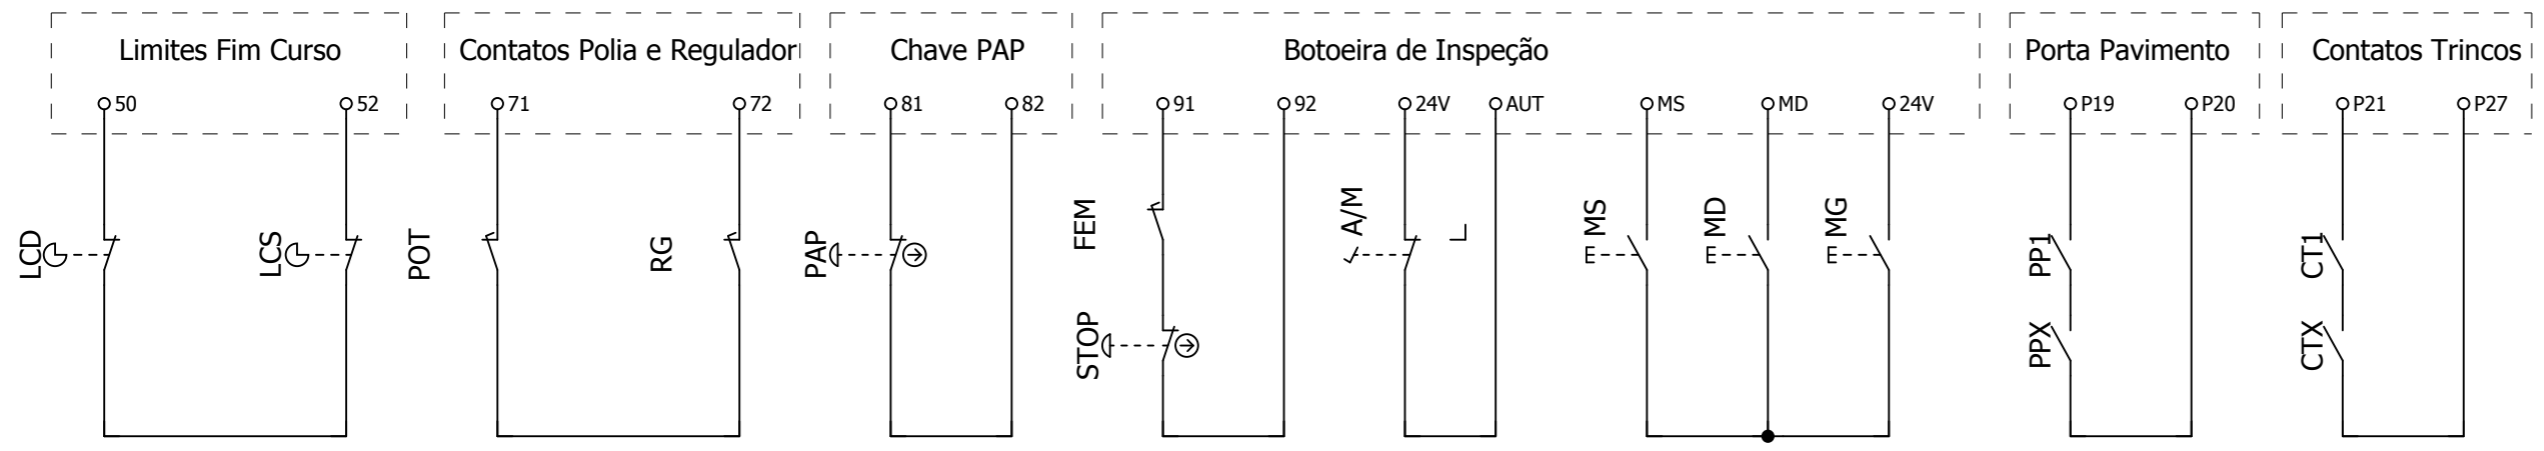 Limites Fim Curso
Contatos Polia e Regulador
Chave PAP
Botoeira de Inspeção
Porta Pavimento
Contatos Trincos
50
52
71
72
81
82
91
92
24V
AUT
MS
MD
24V
P19
P20
P21
P27
LCD
LCS
POT
RG
PAP
FEM
STOP
A/M
MS
MD
MG
PP1
PPX
CT1
CTX